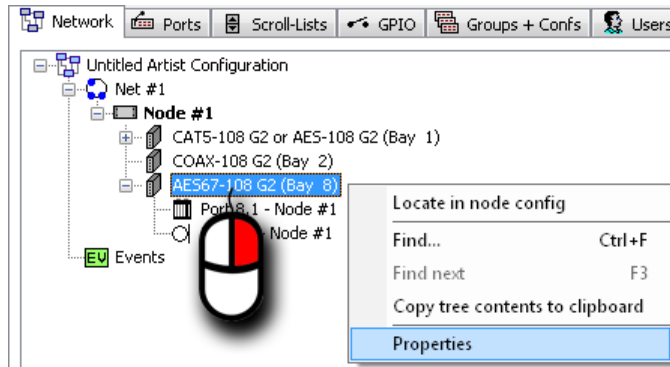 Network Ports Scroll-Lists GPIO Groups + Confs Users
Untitled Artist Configuration
Net #1
Node #1
CAT5-108 G2 or AES-108 G2 (Bay 1)
COAX-108 G2 (Bay 2)
AES67-108 G2 (Bay 8)
Port 8.1 - Node #1
Node #1
EV Events
Locate in node config
Find... Ctrl+F
Find next F3
Copy tree contents to clipboard
Properties